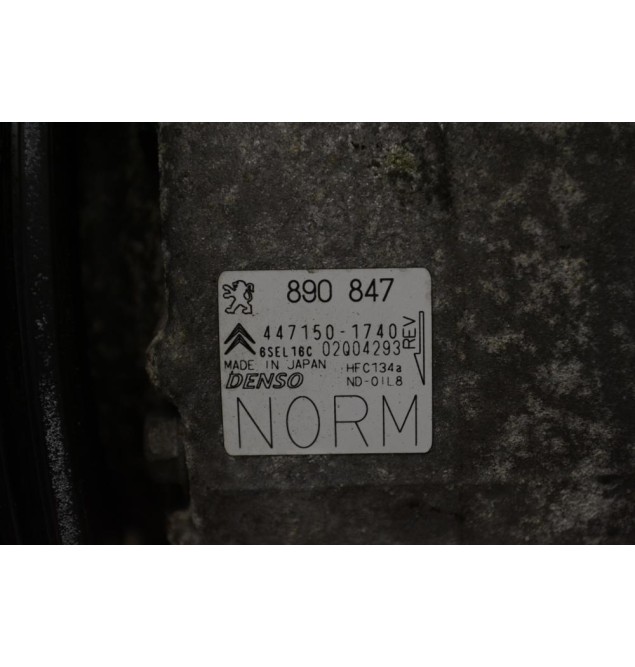 890 847
447150-1740
6SEL16C 02Q04293
REV
MADE IN JAPAN HFC134a
DENSO ND-OIL8
NORM